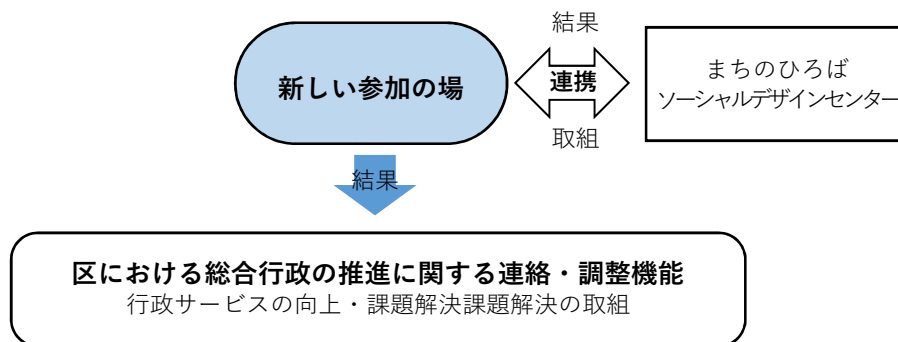 結果
新しい参加の場
連携
まちのひろば
ソーシャルデザインセンター
取組
結果
区における総合行政の推進に関する連絡・調整機能
行政サービスの向上・課題解決課題解決の取組